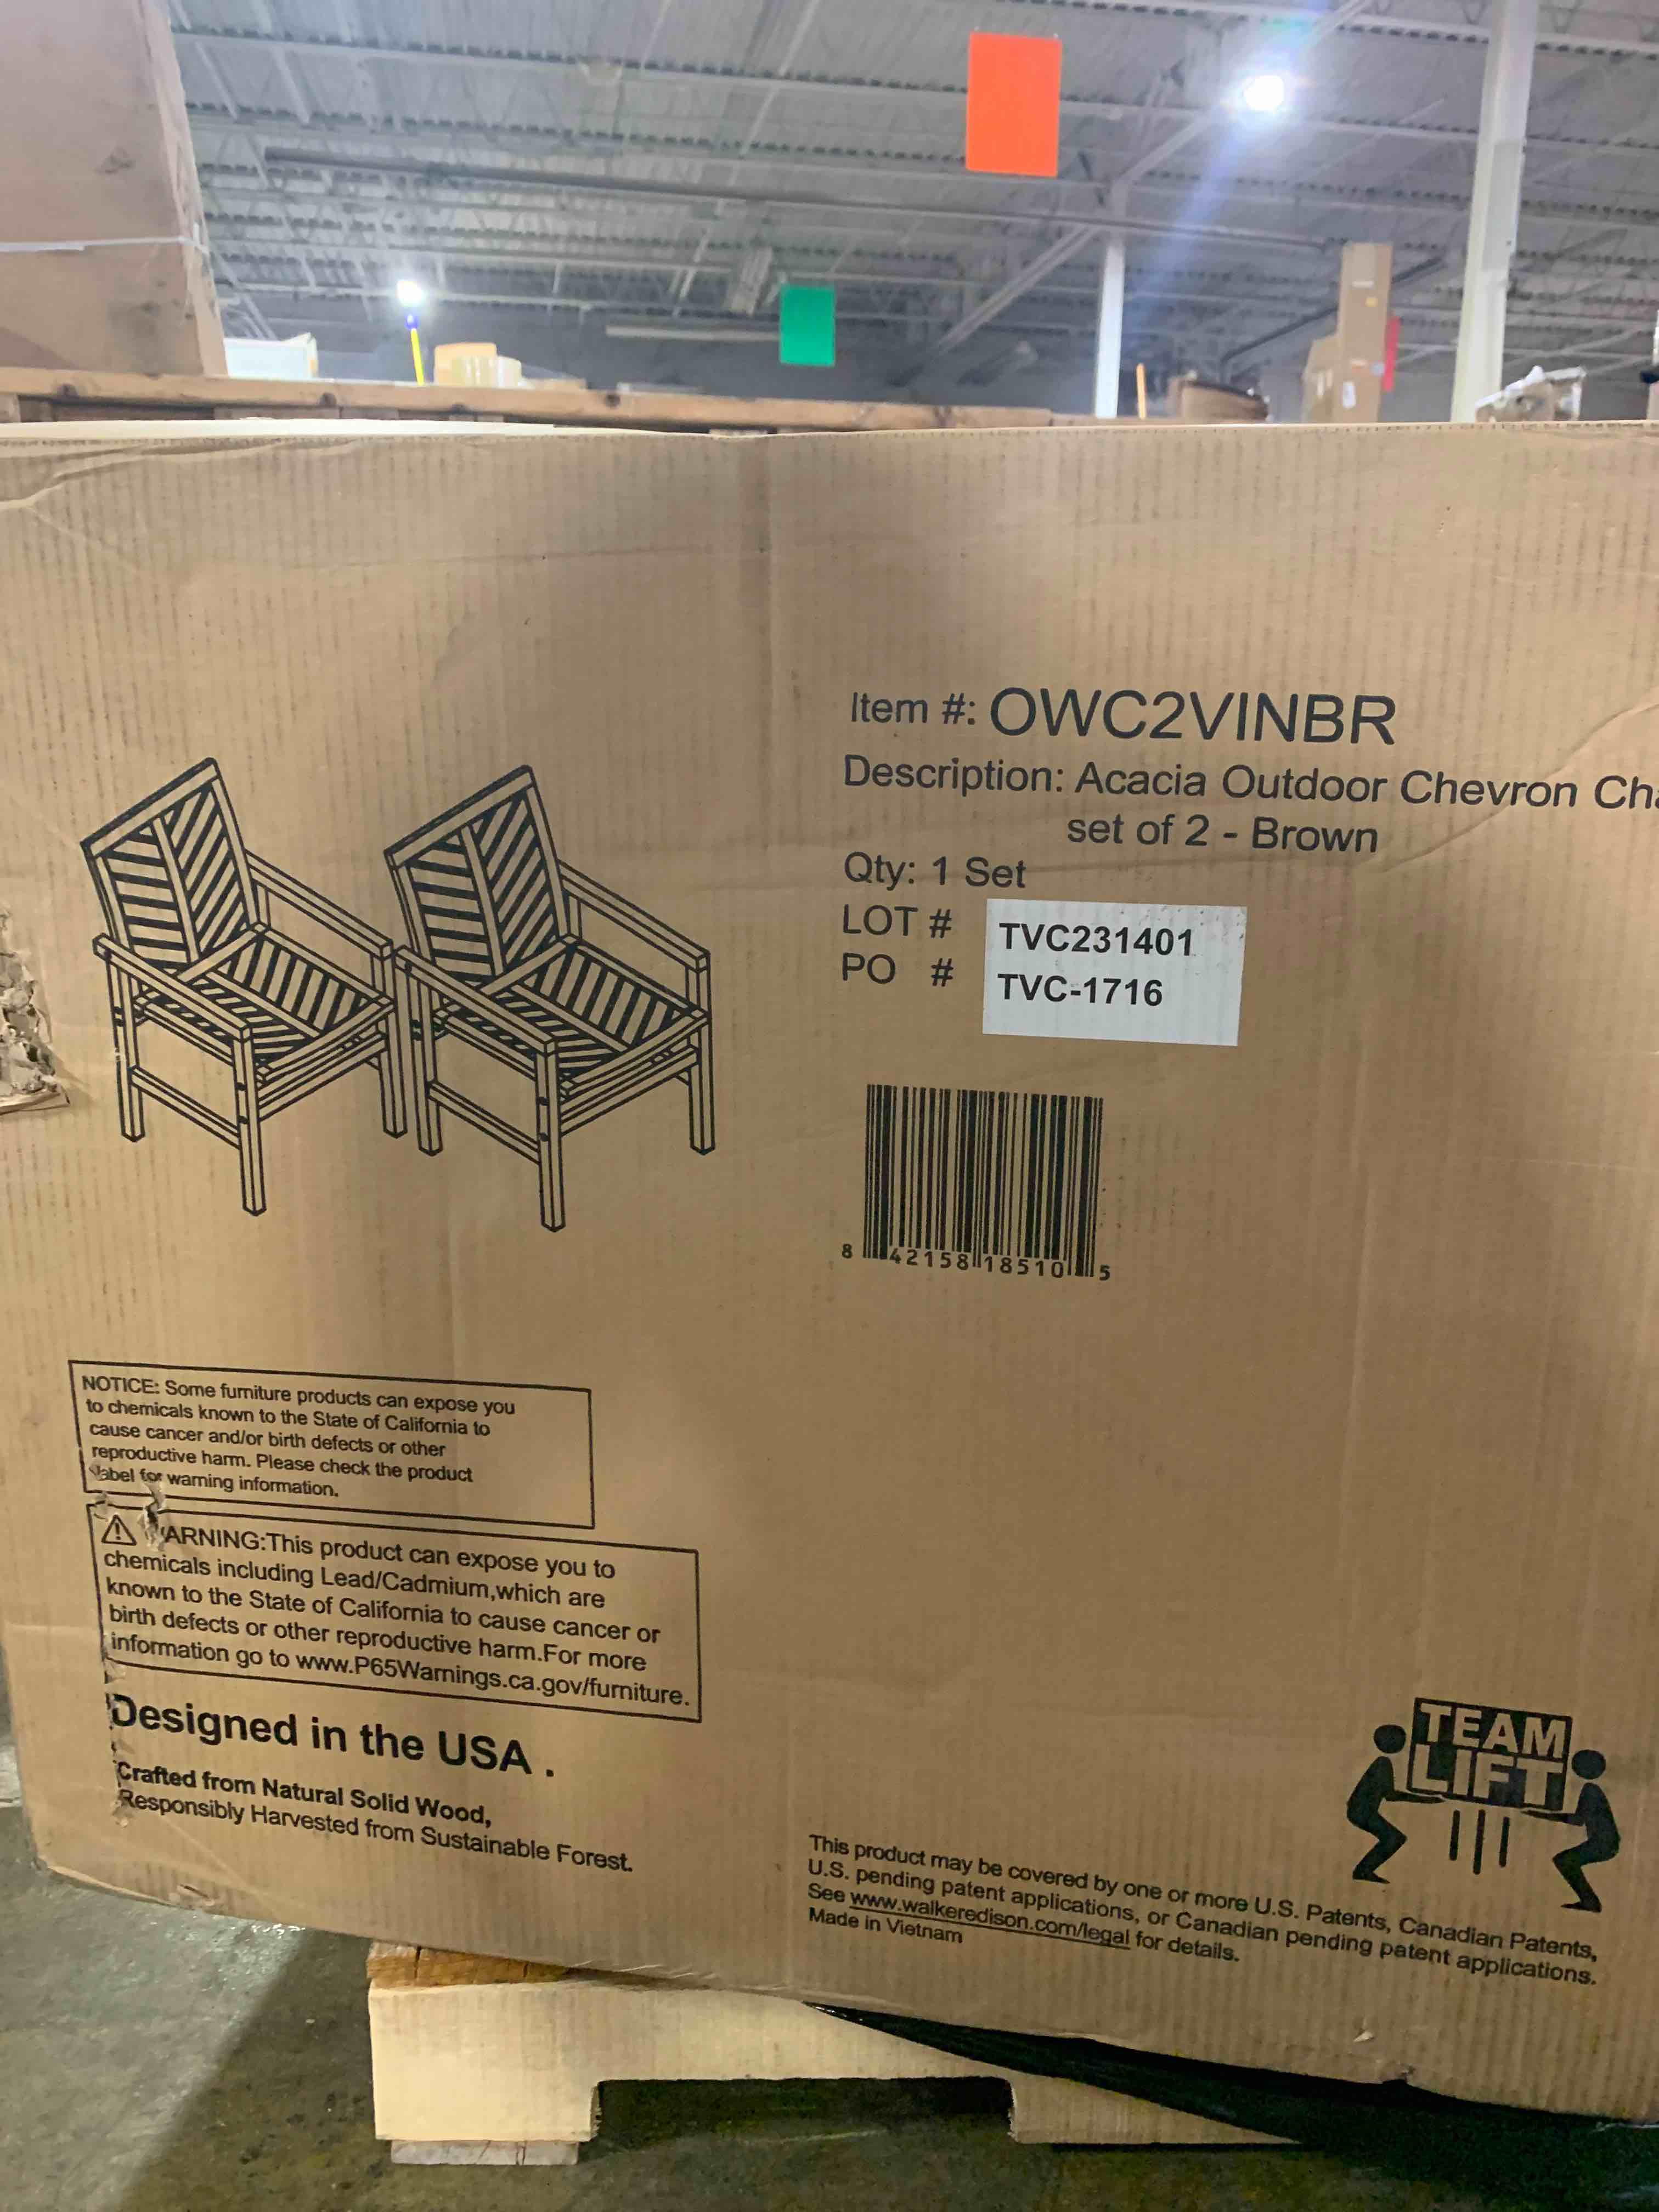 Item #: OWC2VINBR
Description: Acacia Outdoor Chevron
set of 2 - Brown
Qty: 1 Set
LOT # TVC231401
PO # TVC-1716
8 42158 18510 5
NOTICE: Some furniture products can expose you
to chemicals known to the State of California to
cause cancer and/or birth defects or other
reproductive harm. Please check the product
label for warning information.
WARNING:This product can expose you to
chemicals including Lead/Cadmium,which are
known to the State of California to cause cancer or
birth defects or other reproductive harm.For more
information go to www.P65Warnings.ca.gov/furniture.
Designed in the USA .
Crafted from Natural Solid Wood,
Responsibly Harvested from Sustainable Forest.
TEAM
LIFT
This product may be covered by one or more U.S. Patents, Canadian Patents,
U.S. pending patent applications, or Canadian pending patent applications.
See www.walkeredison.com/legal for details.
Made in Vietnam